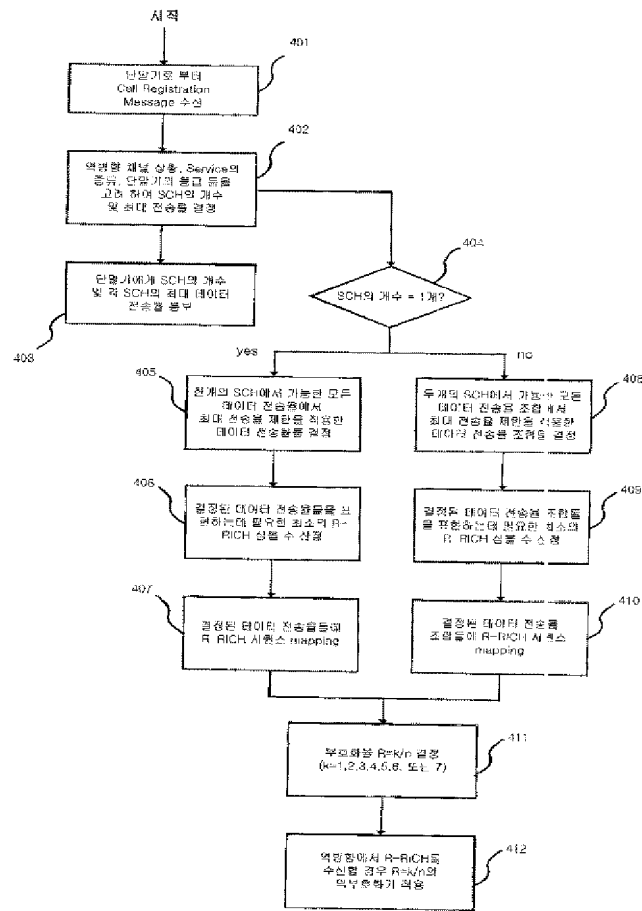 시작
401
단말기로 부터
Cell Registration
Message 수신
402
역방향 채널 상황, Service의
종류, 단말기의 등급 등을
고려 하여 SCH의 개수
및 최대 전송률 결정
404
단말기에게 SCH의 개수
및 각 SCH의 최대 데이터
전송률 통보
403
SCH의 개수 = 1개?
yes
no
405
한개의 SCH에서 가능한 모든
데이터 전송율에서
최대 전송율 제한을 적용한
데이터 전송율들 결정
408
두개의 SCH에서 가능한 모든
데이터 전송율 조합에서
최대 전송율 제한을 적용한
데이터 전송율 조합들 결정
406
결정된 데이터 전송율들을 표
현하는데 필요한 최소의 R-
RICH 심볼 수 산정
409
결정된 데이터 전송율 조합들
을 표현하는데 필요한 최소의
R-RICH 심볼 수 산정
407
결정된 데이터 전송율들에
R-RICH 시퀀스 mapping
410
결정된 데이터 전송율
조합들에 R-RICH 시퀀스
mapping
411
부호화율 R=k/n 결정
(k=1,2,3,4,5,6, 또는 7)
412
역방향에서 R-RICH를
수신할 경우 R=k/n의
역부호화기 적용